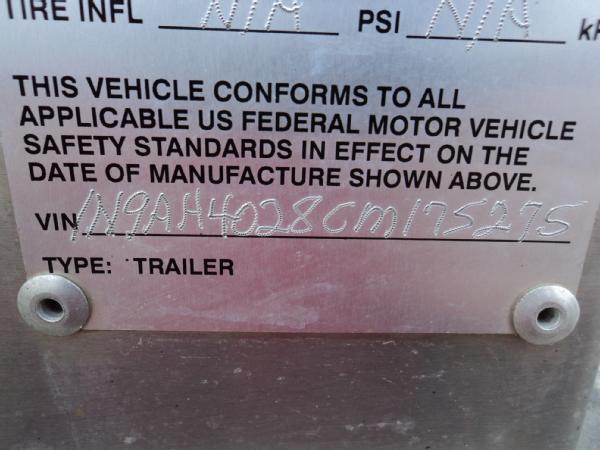 TIRE INFL N/A PSI N/A
THIS VEHICLE CONFORMS TO ALL
APPLICABLE US FEDERAL MOTOR VEHICLE
SAFETY STANDARDS IN EFFECT ON THE
DATE OF MANUFACTURE SHOWN ABOVE.
VIN 1N9AH4028CM175275
TYPE: TRAILER